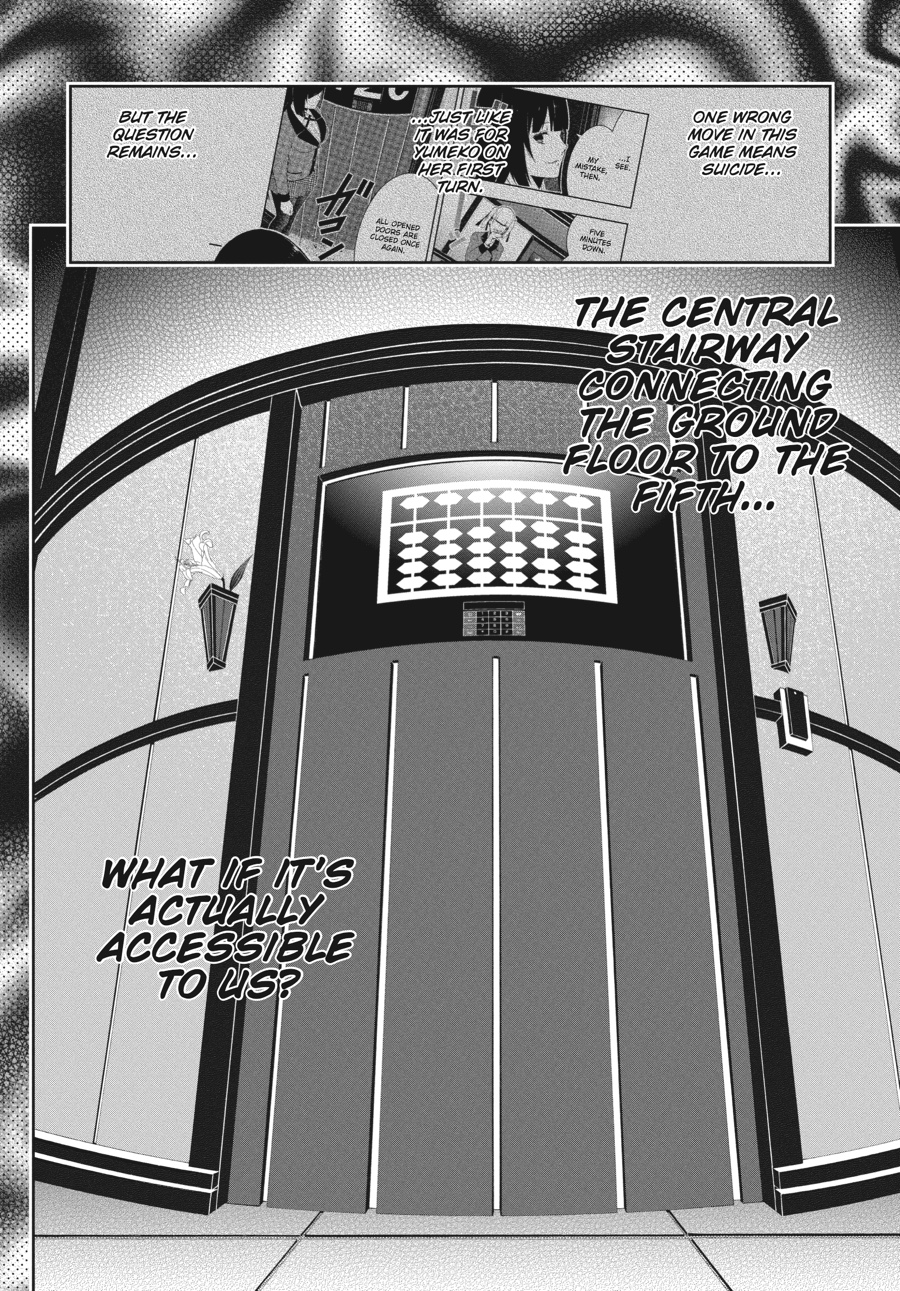 ONE WRONG
MOVE IN THIS
GAME MEANS
SUICIDE...
...JUST LIKE
IT WAS FOR
YUMEKO ON
HER FIRST
TURN.
...I
SEE.
MY
MISTAKE,
THEN.
FIVE
MINUTES
DOWN.
ALL OPENED
DOORS ARE
CLOSED ONCE
AGAIN.
BUT THE
QUESTION
REMAINS...
THE CENTRAL
STAIRWAY
CONNECTING
THE GROUND
FLOOR TO THE
FIFTH...
WHAT IF IT'S
ACTUALLY
ACCESSIBLE
TO US?